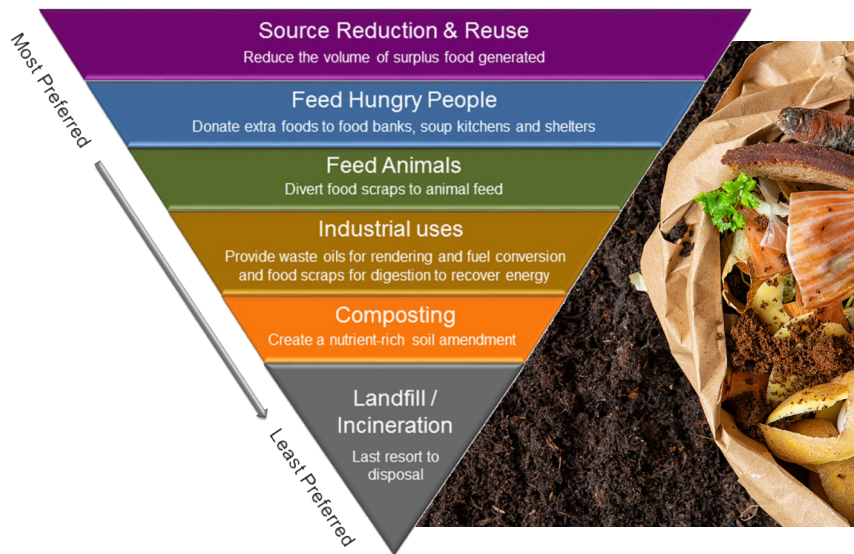 Most Preferred
Source Reduction & Reuse
Reduce the volume of surplus food generated
Feed Hungry People
Donate extra foods to food banks, soup kitchens and shelters
Feed Animals
Divert food scraps to animal feed
Industrial uses
Provide waste oils for rendering and fuel conversion
and food scraps for digestion to recover energy
Composting
Create a nutrient-rich soil amendment
Landfill /
Incineration
Last resort to
disposal
Least Preferred